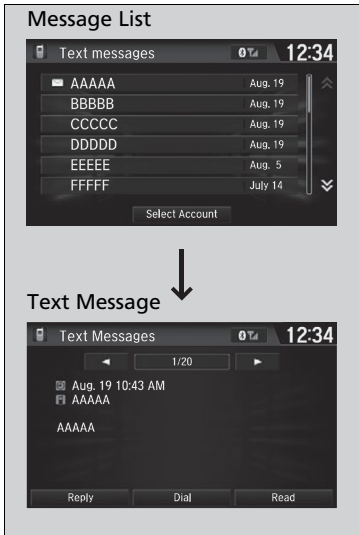 Message List
Text messages 12:34
AAAAA Aug. 19
BBBBB Aug. 19
CCCCC Aug. 19
DDDDD Aug. 19
EEEEE Aug. 5
FFFFF July 14
Select Account
Text Message
Text Messages 12:34
1/20
Aug. 19 10:43 AM
AAAAA
AAAAA
Reply Dial Read